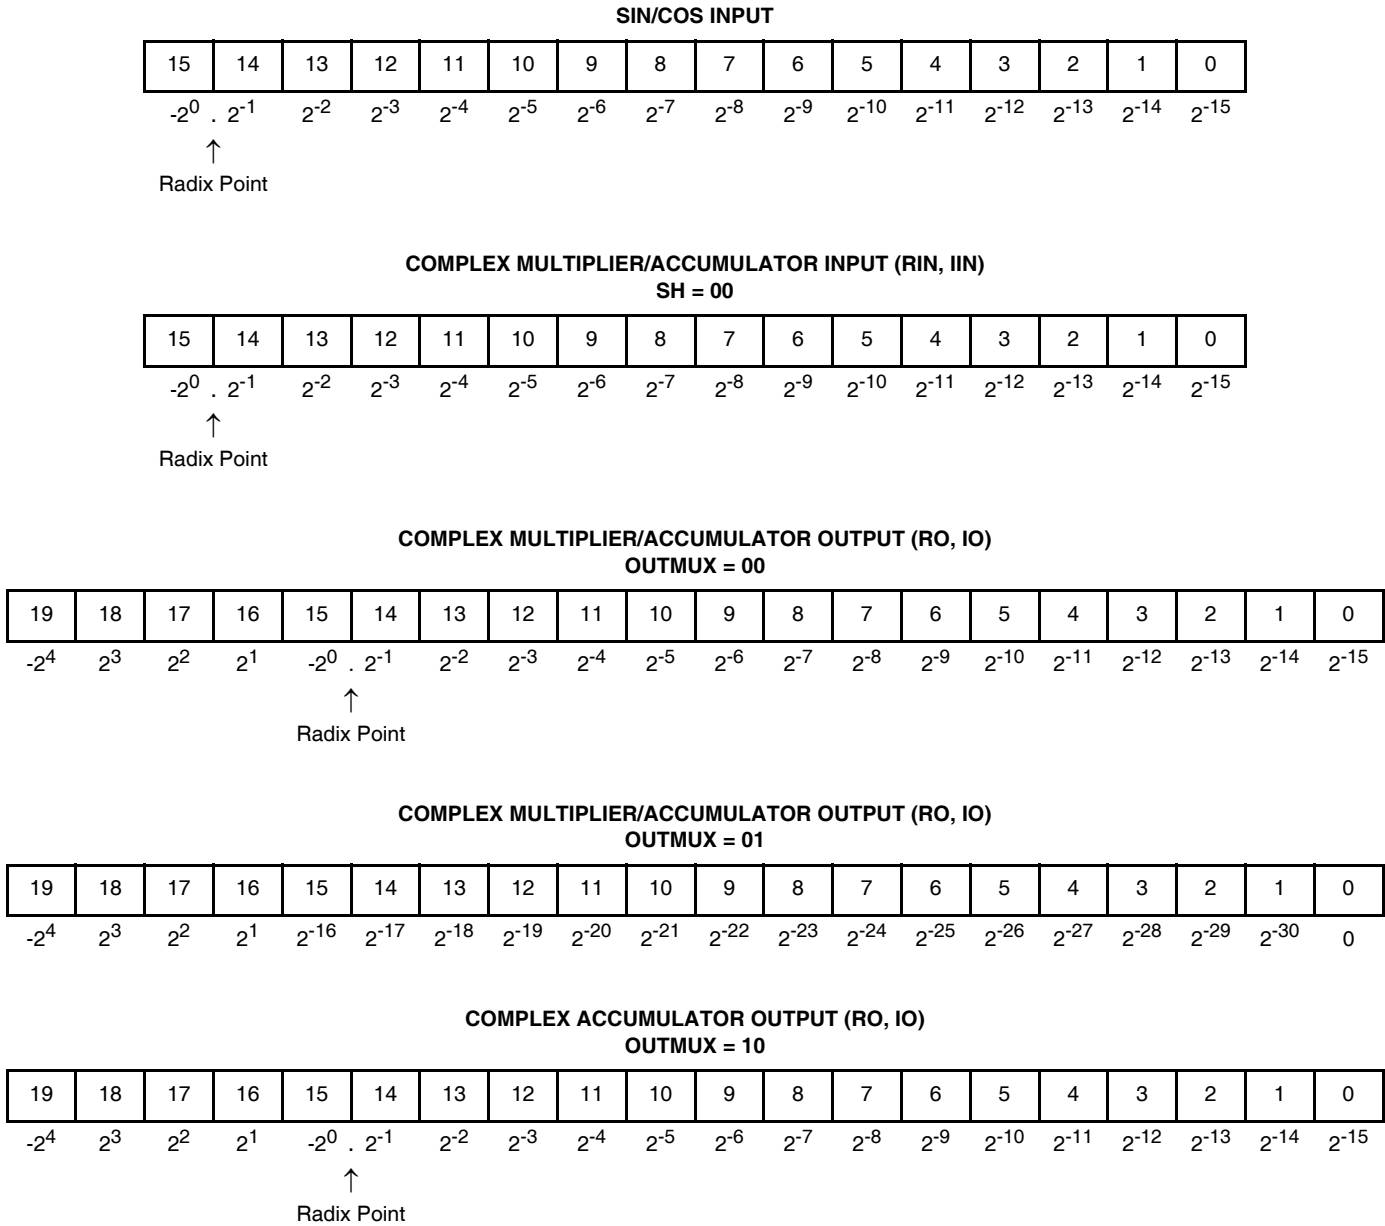 SIN/COS INPUT
15 14 13 12 11 10 9 8 7 6 5 4 3 2 1 0
-2^0 . 2^-1 2^-2 2^-3 2^-4 2^-5 2^-6 2^-7 2^-8 2^-9 2^-10 2^-11 2^-12 2^-13 2^-14 2^-15
↑
Radix Point
COMPLEX MULTIPLIER/ACCUMULATOR INPUT (RIN, IIN)
SH = 00
15 14 13 12 11 10 9 8 7 6 5 4 3 2 1 0
-2^0 . 2^-1 2^-2 2^-3 2^-4 2^-5 2^-6 2^-7 2^-8 2^-9 2^-10 2^-11 2^-12 2^-13 2^-14 2^-15
↑
Radix Point
COMPLEX MULTIPLIER/ACCUMULATOR OUTPUT (RO, IO)
OUTMUX = 00
19 18 17 16 15 14 13 12 11 10 9 8 7 6 5 4 3 2 1 0
-2^4 2^3 2^2 2^1 -2^0 . 2^-1 2^-2 2^-3 2^-4 2^-5 2^-6 2^-7 2^-8 2^-9 2^-10 2^-11 2^-12 2^-13 2^-14 2^-15
↑
Radix Point
COMPLEX MULTIPLIER/ACCUMULATOR OUTPUT (RO, IO)
OUTMUX = 01
19 18 17 16 15 14 13 12 11 10 9 8 7 6 5 4 3 2 1 0
-2^4 2^3 2^2 2^1 2^-16 2^-17 2^-18 2^-19 2^-20 2^-21 2^-22 2^-23 2^-24 2^-25 2^-26 2^-27 2^-28 2^-29 2^-30 0
COMPLEX ACCUMULATOR OUTPUT (RO, IO)
OUTMUX = 10
19 18 17 16 15 14 13 12 11 10 9 8 7 6 5 4 3 2 1 0
-2^4 2^3 2^2 2^1 -2^0 . 2^-1 2^-2 2^-3 2^-4 2^-5 2^-6 2^-7 2^-8 2^-9 2^-10 2^-11 2^-12 2^-13 2^-14 2^-15
↑
Radix Point